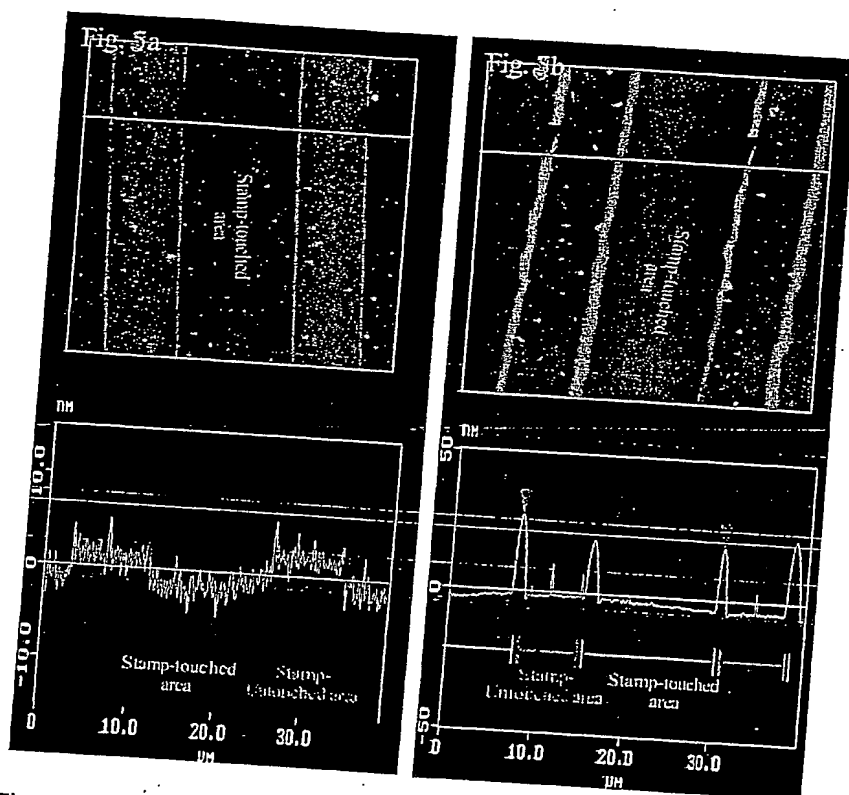 Fig. 5a
Stamp-touched
area
nm
10.0
0
-10.0
Stamp-touched
area
Stamp-
Untouched area
0
10.0
20.0
30.0
μM
Fig. 5b
Stamp-touched
area
nm
50
0
-50
Stamp-
Untouched area
Stamp-touched
area
0
10.0
20.0
30.0
μM